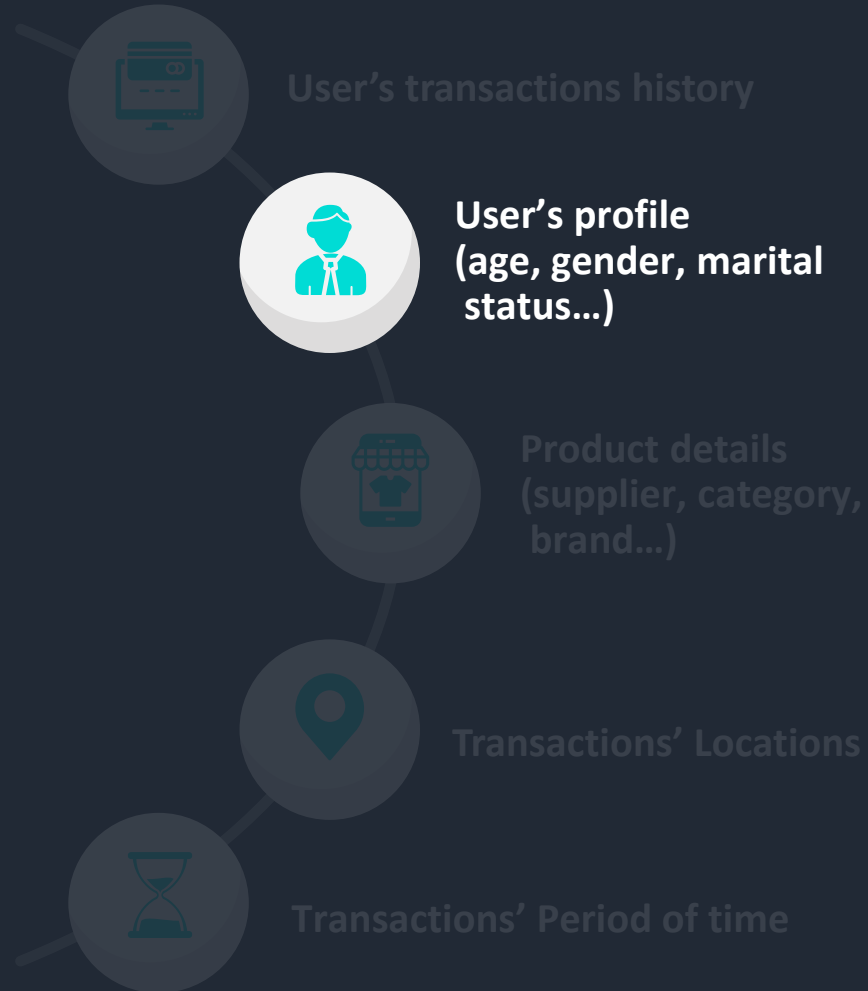 User’s transactions history
User’s profile
(age, gender, marital
status…)
Product details
(supplier, category,
brand…)
Transactions’ Locations
Transactions’ Period of time